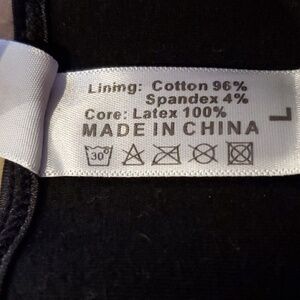 Lining: Cotton 96%
Spandex 4%
Core: Latex 100%
MADE IN CHINA
L
30°